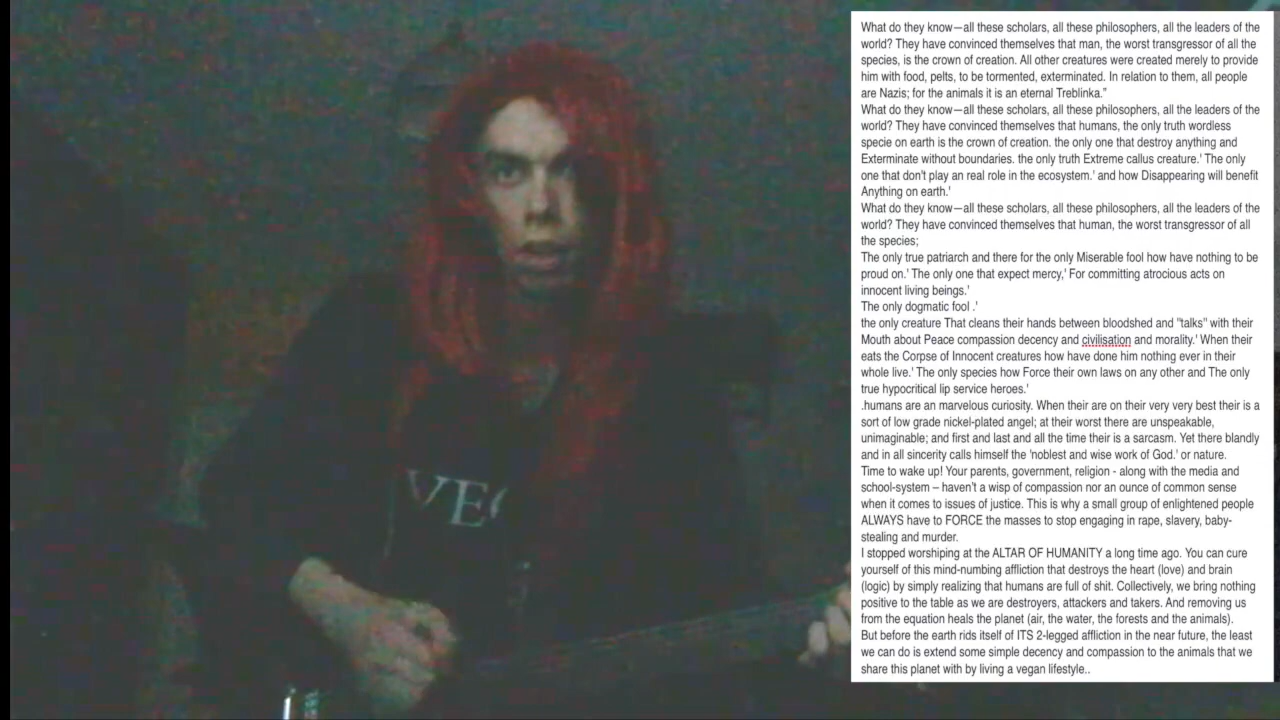 What do they know—all these scholars, all these philosophers, all the leaders of the
world? They have convinced themselves that man, the worst transgressor of all the
species, is the crown of creation. All other creatures were created merely to provide
him with food, pelts, to be tormented, exterminated. In relation to them, all people
are Nazis; for the animals it is an eternal Treblinka.”
What do they know—all these scholars, all these philosophers, all the leaders of the
world? They have convinced themselves that humans, the only truth wordless
specie on earth is the crown of creation. the only one that destroy anything and
Exterminate without boundaries. the only truth Extreme callus creature.' The only
one that don't play an real role in the ecosystem.' and how Disappearing will benefit
Anything on earth.'
What do they know—all these scholars, all these philosophers, all the leaders of the
world? They have convinced themselves that human, the worst transgressor of all
the species;
The only true patriarch and there for the only Miserable fool how have nothing to be
proud on.' The only one that expect mercy,' For committing atrocious acts on
innocent living beings.'
The only dogmatic fool .'
the only creature That cleans their hands between bloodshed and "talks" with their
Mouth about Peace compassion decency and civilisation and morality.' When their
eats the Corpse of Innocent creatures how have done him nothing ever in their
whole live.' The only species how Force their own laws on any other and The only
true hypocritical lip service heroes.'
.humans are an marvelous curiosity. When their are on their very very best their is a
sort of low grade nickel-plated angel; at their worst there are unspeakable,
unimaginable; and first and last and all the time their is a sarcasm. Yet there blandly
and in all sincerity calls himself the 'noblest and wise work of God.' or nature.
Time to wake up! Your parents, government, religion - along with the media and
school-system – haven't a wisp of compassion nor an ounce of common sense
when it comes to issues of justice. This is why a small group of enlightened people
ALWAYS have to FORCE the masses to stop engaging in rape, slavery, baby-
stealing and murder.
I stopped worshiping at the ALTAR OF HUMANITY a long time ago. You can cure
yourself of this mind-numbing affliction that destroys the heart (love) and brain
(logic) by simply realizing that humans are full of shit. Collectively, we bring nothing
positive to the table as we are destroyers, attackers and takers. And removing us
from the equation heals the planet (air, the water, the forests and the animals).
But before the earth rids itself of ITS 2-legged affliction in the near future, the least
we can do is extend some simple decency and compassion to the animals that we
share this planet with by living a vegan lifestyle..